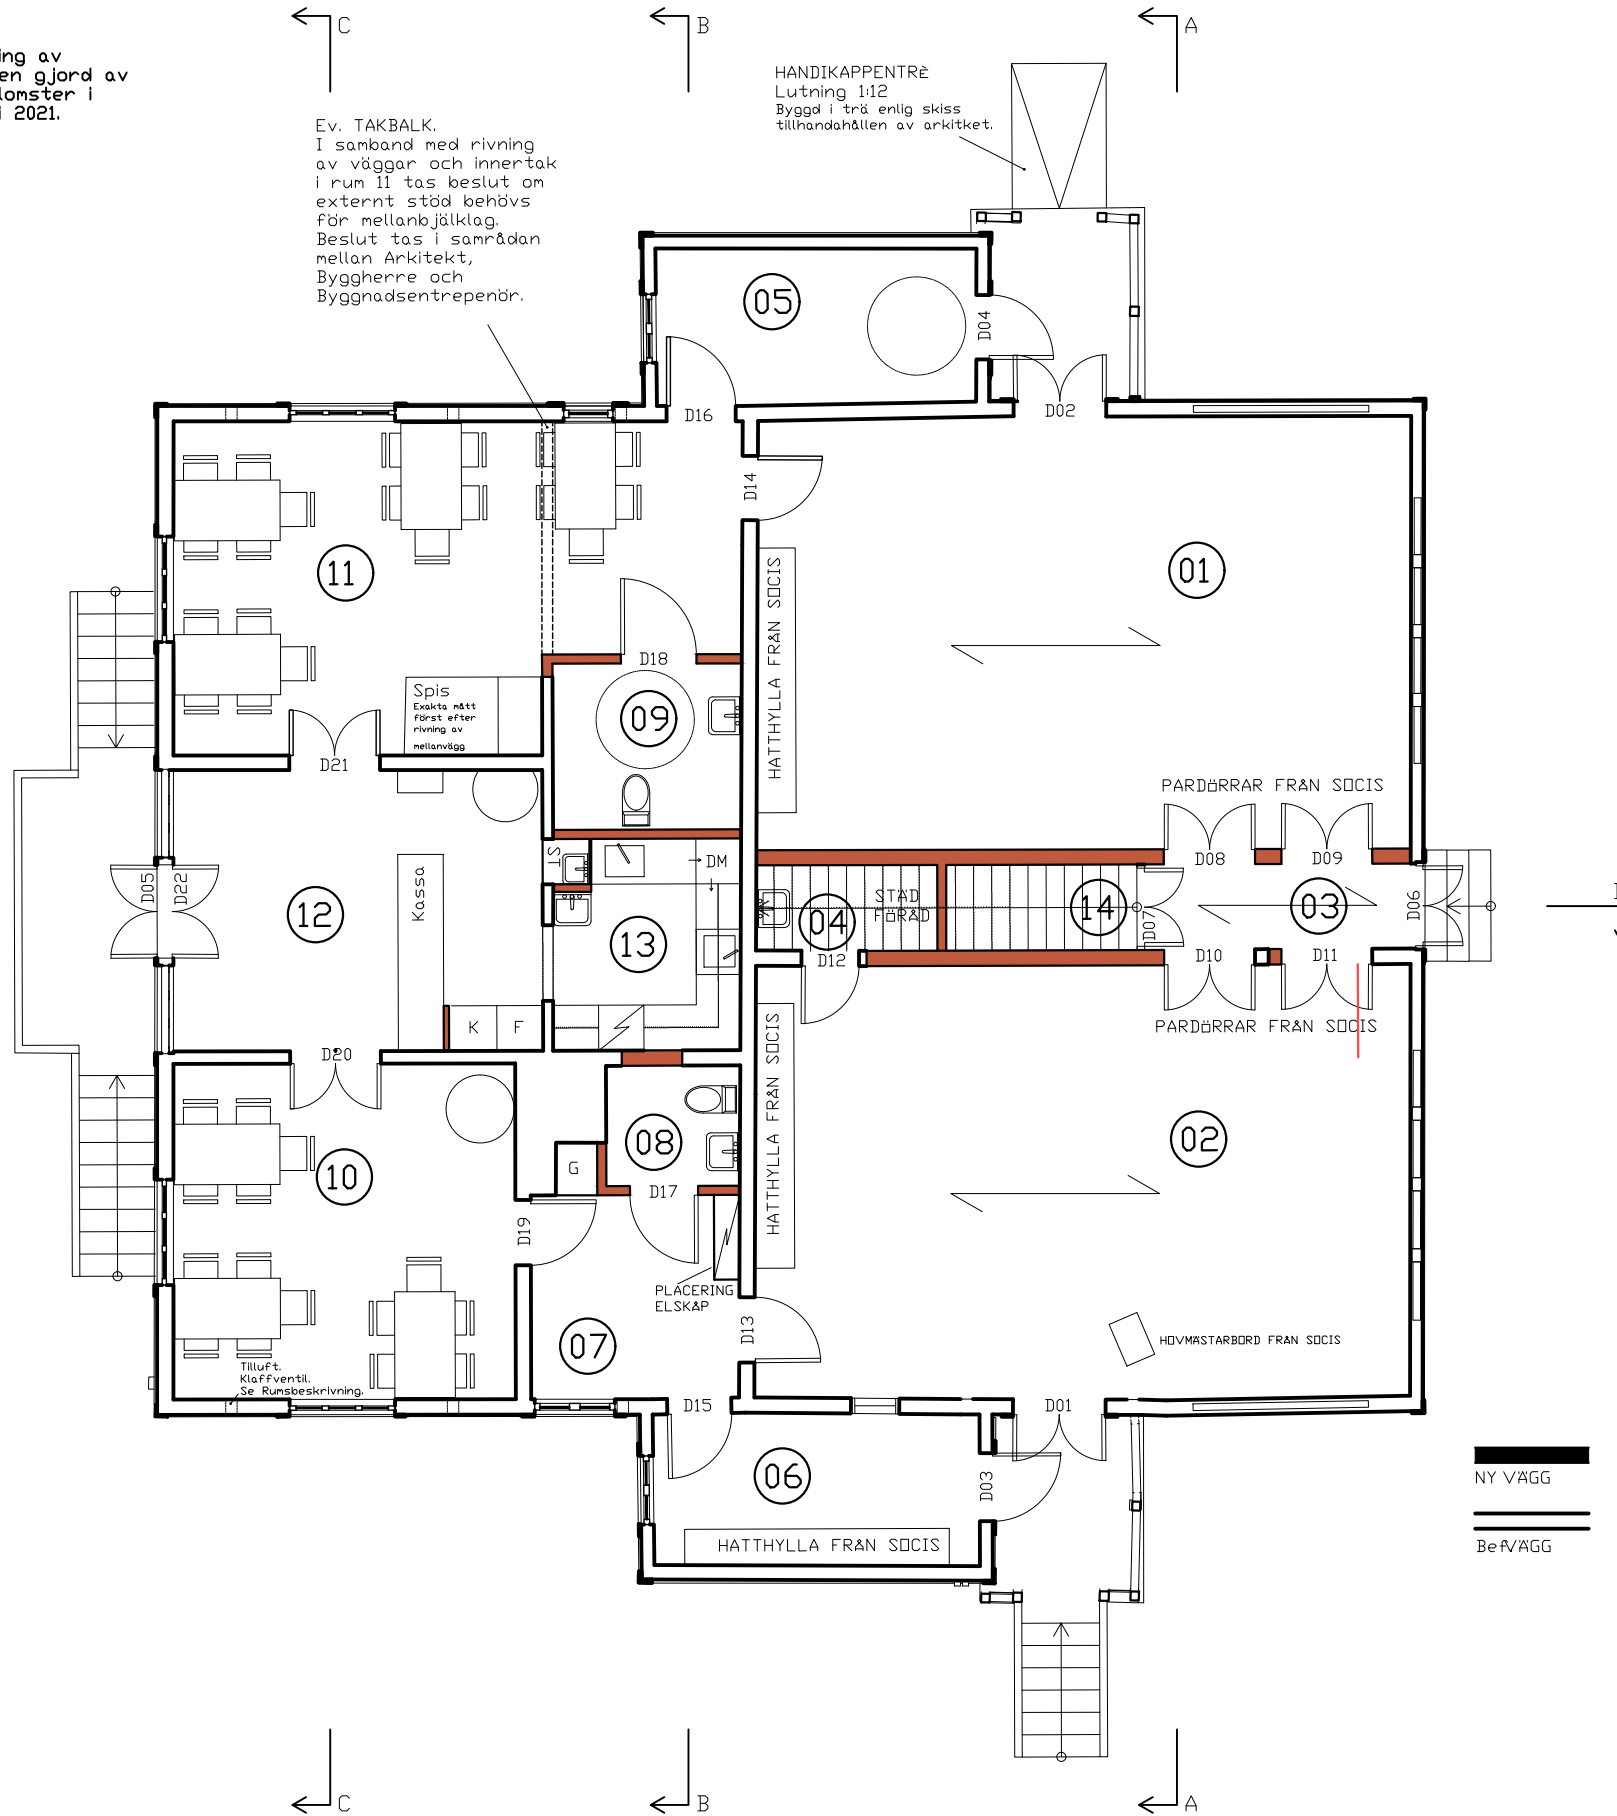 C
B
A
ing av
en gjord av
lomster i
i 2021.
HANDIKAPPENTRÈ
Lutning 1:12
Byggd i trä enlig skiss
tillhandahållen av arkitket.
Ev. TAKBALK.
I samband med rivning
av väggar och innertak
i rum 11 tas beslut om
externt stöd behövs
för mellanbjälklag.
Beslut tas i samrådan
mellan Arkitekt,
Byggherre och
Byggnadsentrepenör.
05
D04
D16
D02
D14
11
01
HATTHYLLA FRÅN SOCIS
D18
09
Spis
Exakta mått
först efter
rivning av
mellanvägg
D21
PARDÖRRAR FRÅN SOCIS
D08
D09
ST
DM
Kassa
D05
D22
12
13
04
STÄD
FÖRÅD
14
D07
03
D06
D12
D10
D11
K
F
PARDÖRRAR FRÅN SOCIS
D20
HATTHYLLA FRÅN SOCIS
08
02
G
10
D17
D19
PLACERING
ELSKÅP
D13
07
HOVMÄSTARBORD FRÅN SOCIS
Tilluft.
Klaffventil.
Se Rumsbeskrivning.
D15
D01
06
D03
HATTHYLLA FRÅN SOCIS
NY VÄGG
Bef VÄGG
C
B
A